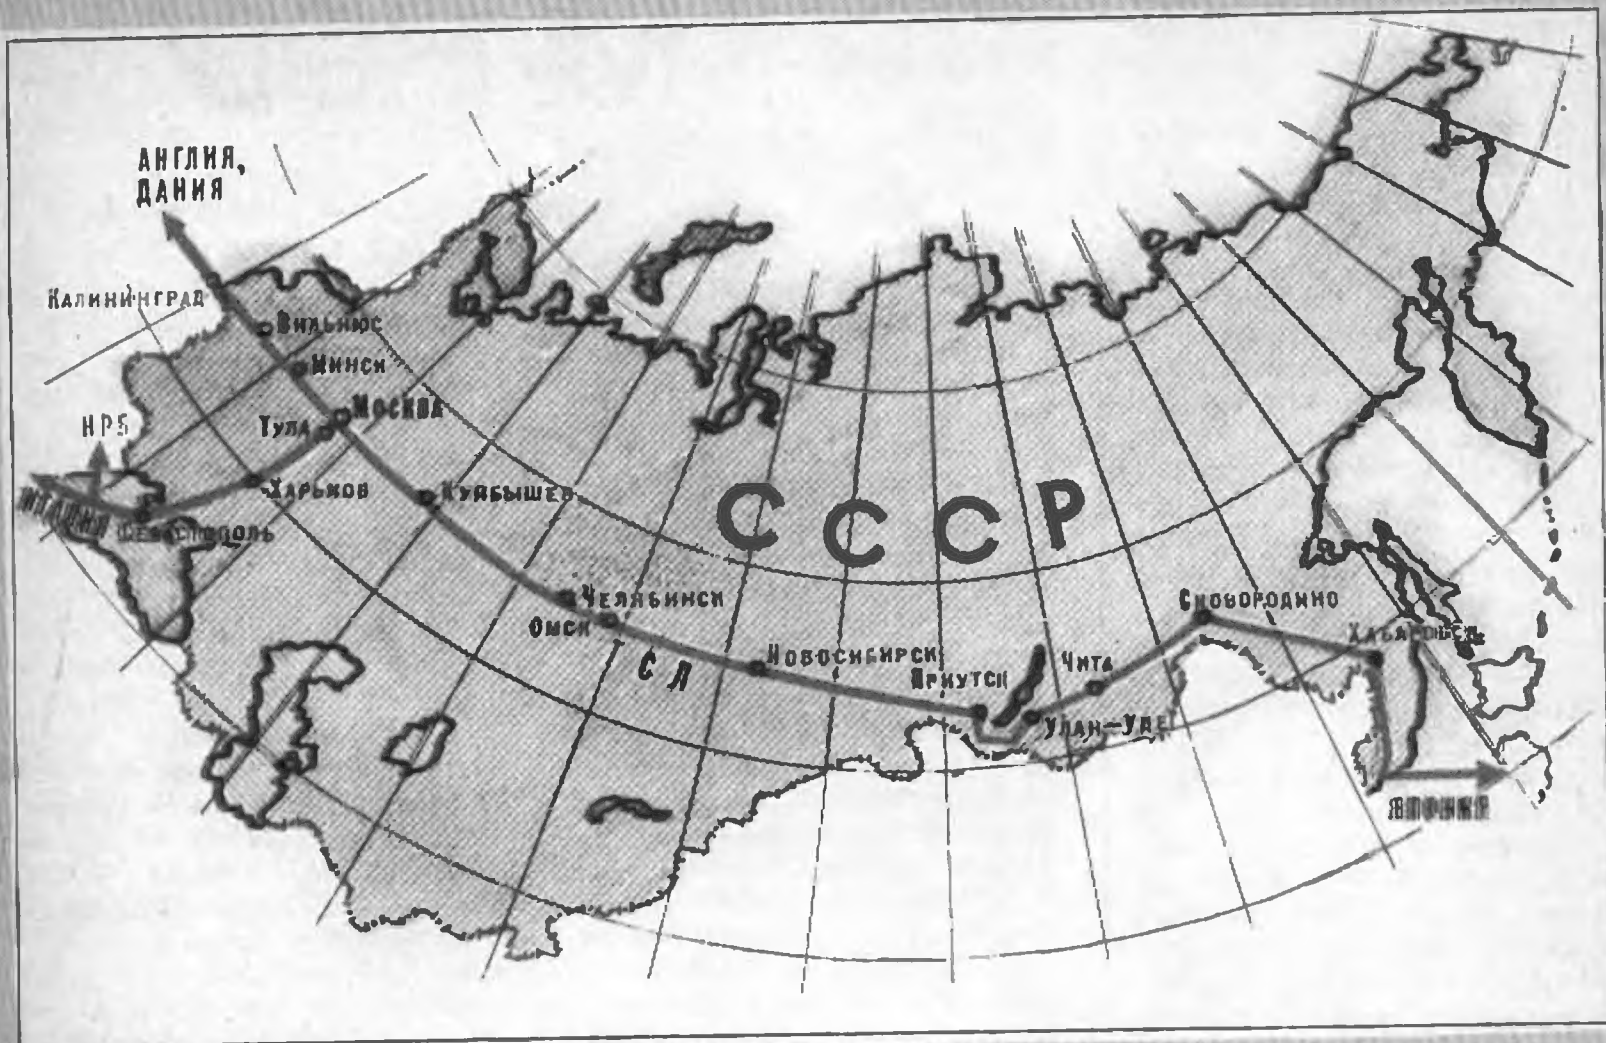 АНГЛИЯ,
ДАНИЯ
КАЛИНИНГРАД
ВИЛЬНЮС
МИНСК
МОСКВА
ТУЛА
НРБ
ХАРЬКОВ
КУЙБЫШЕВ
СЕВАСТОПОЛЬ
СССР
ЧЕЛЯБИНСК
ОМСК
СЛ
НОВОСИБИРСК
ИРКУТСК
ЧИТА
УЛАН-УДЕ
СКОВОРОДИНО
ХАБАРОВСК
ЯПОНИЯ